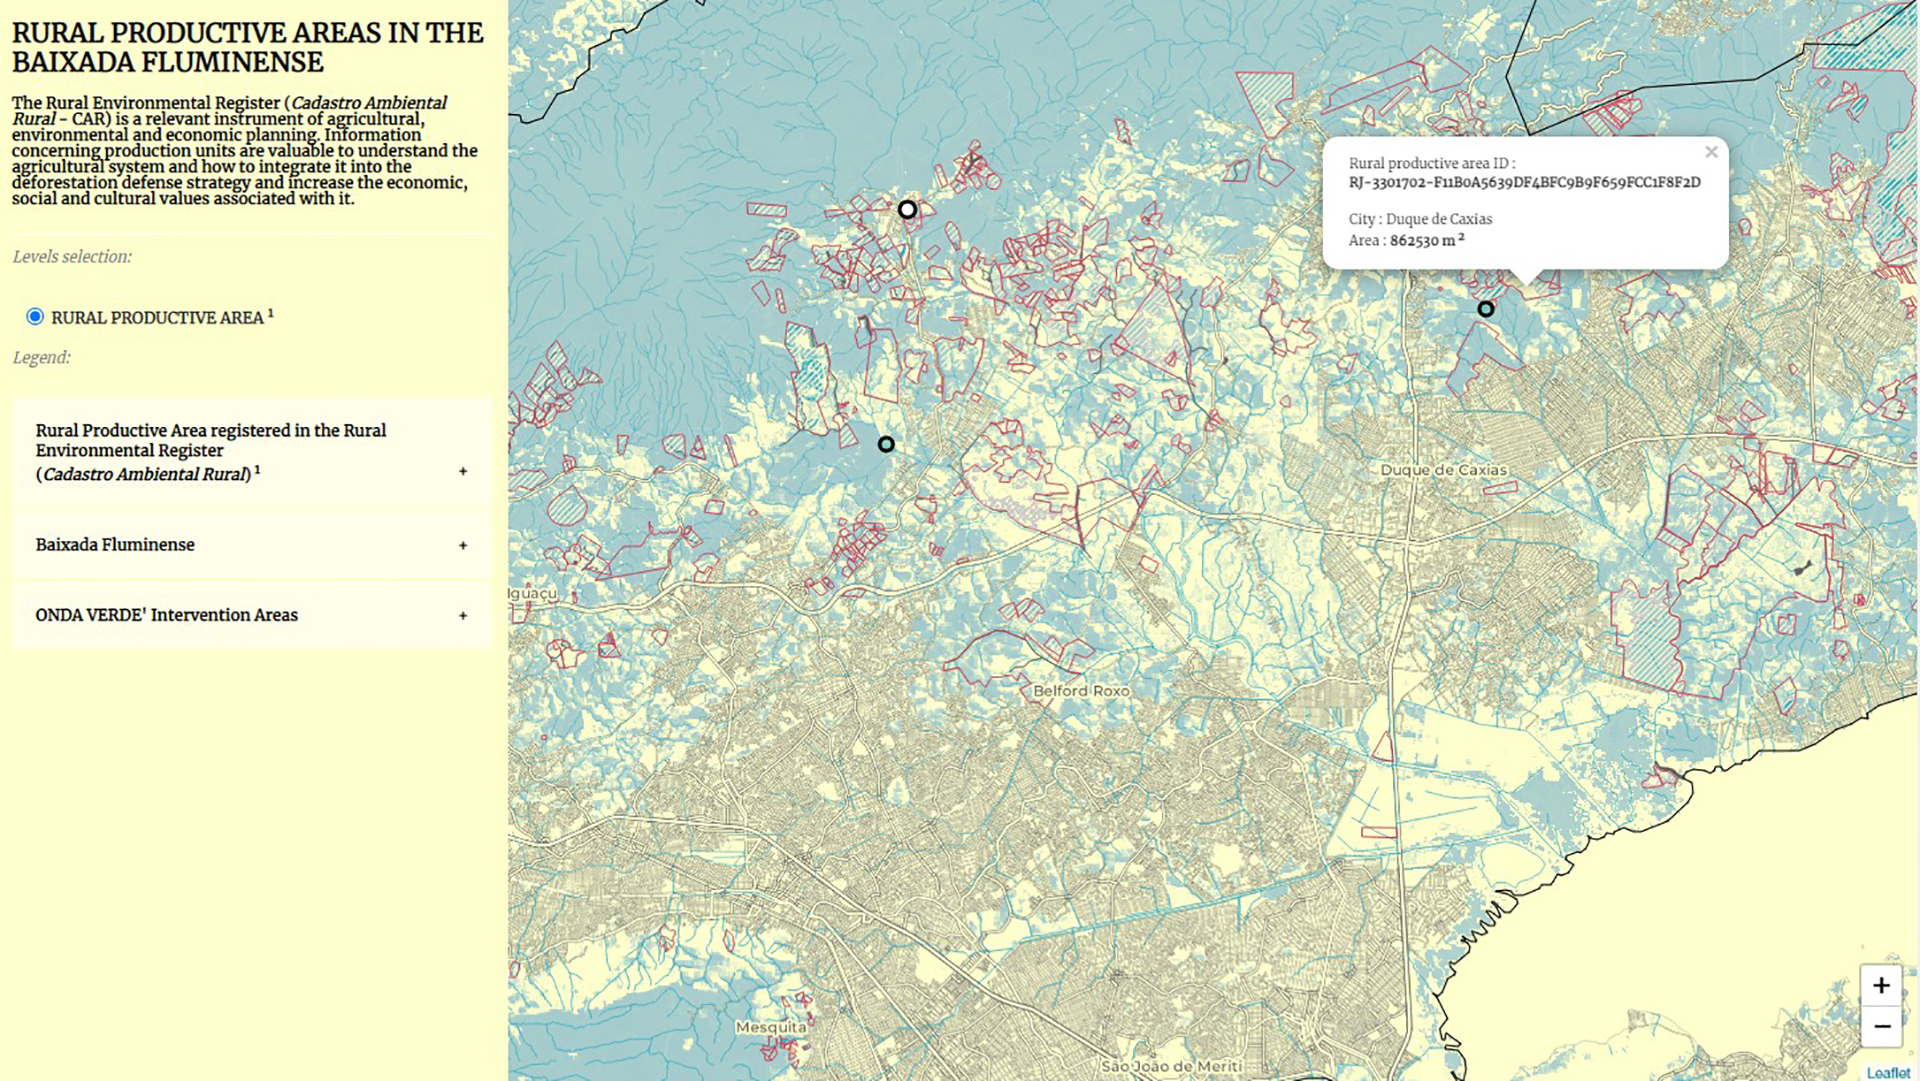 RURAL PRODUCTIVE AREAS IN THE
BAIXADA FLUMINENSE
The Rural Environmental Register (Cadastro Ambiental
Rural - CAR) is a relevant instrument of agricultural,
environmental and economic planning. Information
concerning production units are valuable to understand the
agricultural system and how to integrate it into the
deforestation defense strategy and increase the economic,
social and cultural values associated with it.
Levels selection:
RURAL PRODUCTIVE AREA 1
Legend:
Rural Productive Area registered in the Rural
Environmental Register
(Cadastro Ambiental Rural) 1
+
Baixada Fluminense
+
ONDA VERDE' Intervention Areas
+
×
Rural productive area ID :
RJ-3301702-F11B0A5639DF4BFC9B9F659FCC1F8F2D
City : Duque de Caxias
Area : 862530 m 2
Duque de Caxias
Iguaçu
Belford Roxo
Mesquita
São João de Meriti
+
−
Leaflet